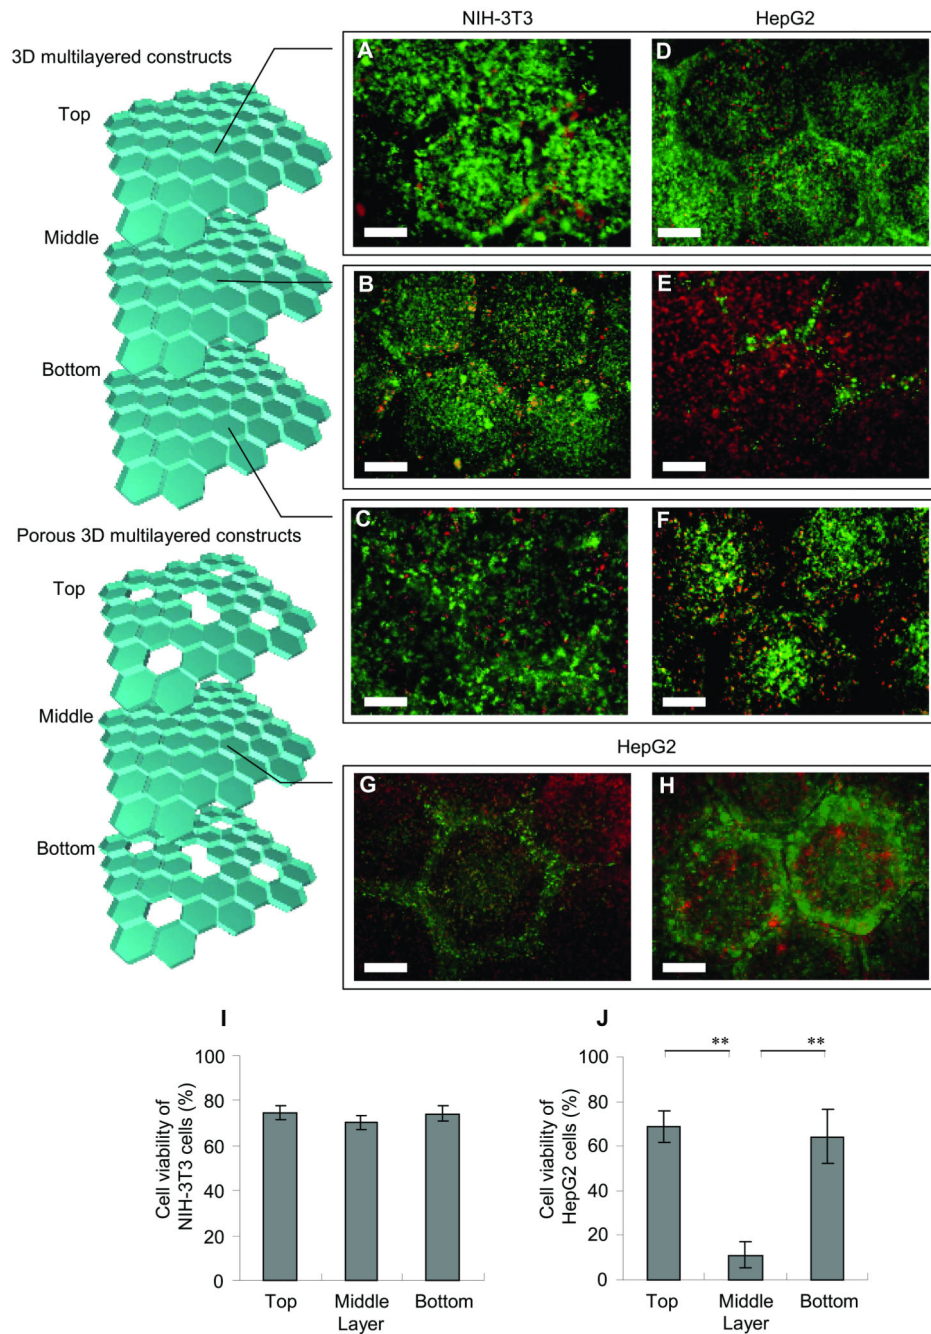 NIH-3T3
HepG2
3D multilayered constructs
Top
Middle
Bottom
A
D
B
E
C
F
Porous 3D multilayered constructs
Top
Middle
Bottom
HepG2
G
H
I
Cell viability of
NIH-3T3 cells (%)
100
80
60
40
20
0
Top
Middle
Bottom
Layer
J
**
**
Cell viability of
HepG2 cells (%)
100
80
60
40
20
0
Top
Middle
Bottom
Layer